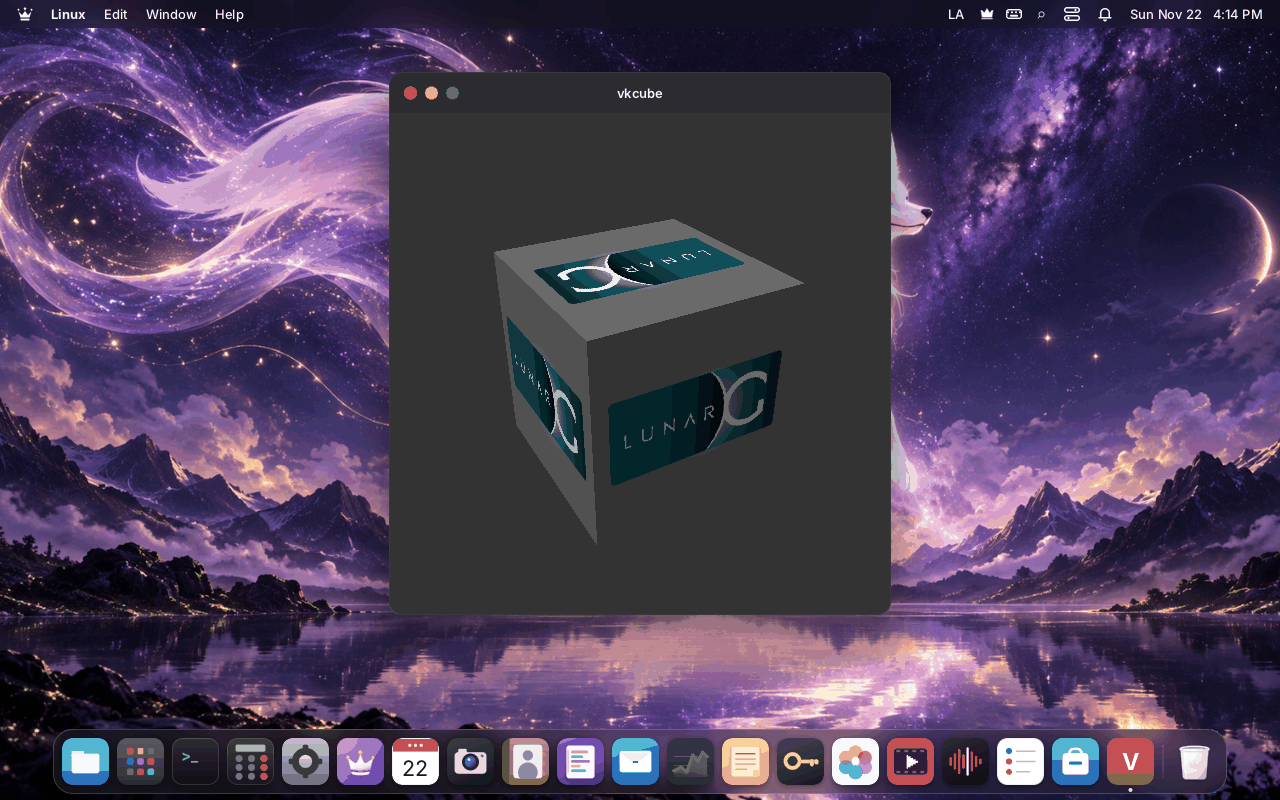 Linux Edit Window Help LA Sun Nov 22 4:14 PM
vkcube
LUNAR
LUNAR
LUNAR
>_
22
V